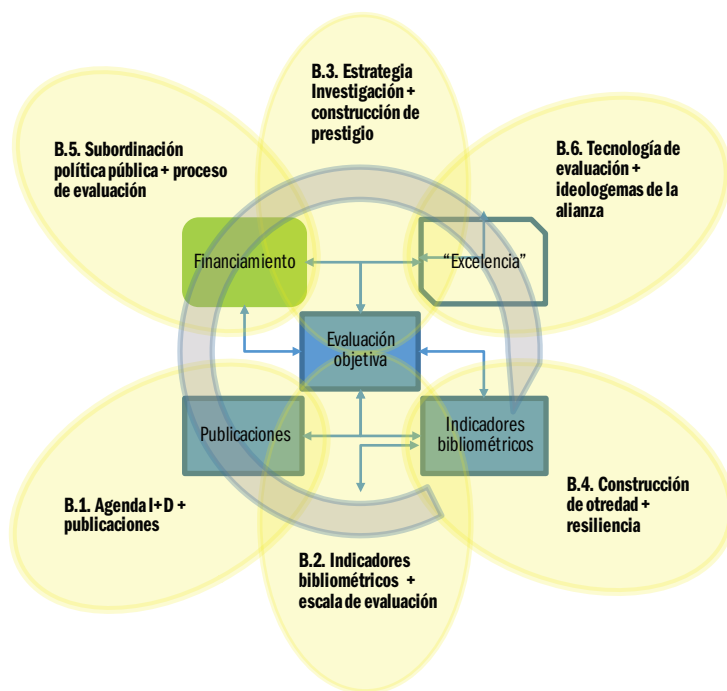 B.3. Estrategia
Investigación +
construcción de
prestigio
B.5. Subordinación
política pública + proceso
de evaluación
B.6. Tecnología de
evaluación +
ideologemas de la
alianza
Financiamiento
“Excelencia”
Evaluación
objetiva
Publicaciones
Indicadores
bibliométricos
B.1. Agenda I+D +
publicaciones
B.4. Construcción
de otredad +
resiliencia
B.2. Indicadores
bibliométricos +
escala de evaluación